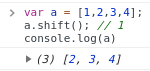 > var a = [1,2,3,4];
a.shift(); // 1
console.log(a)
▶ (3) [2, 3, 4]